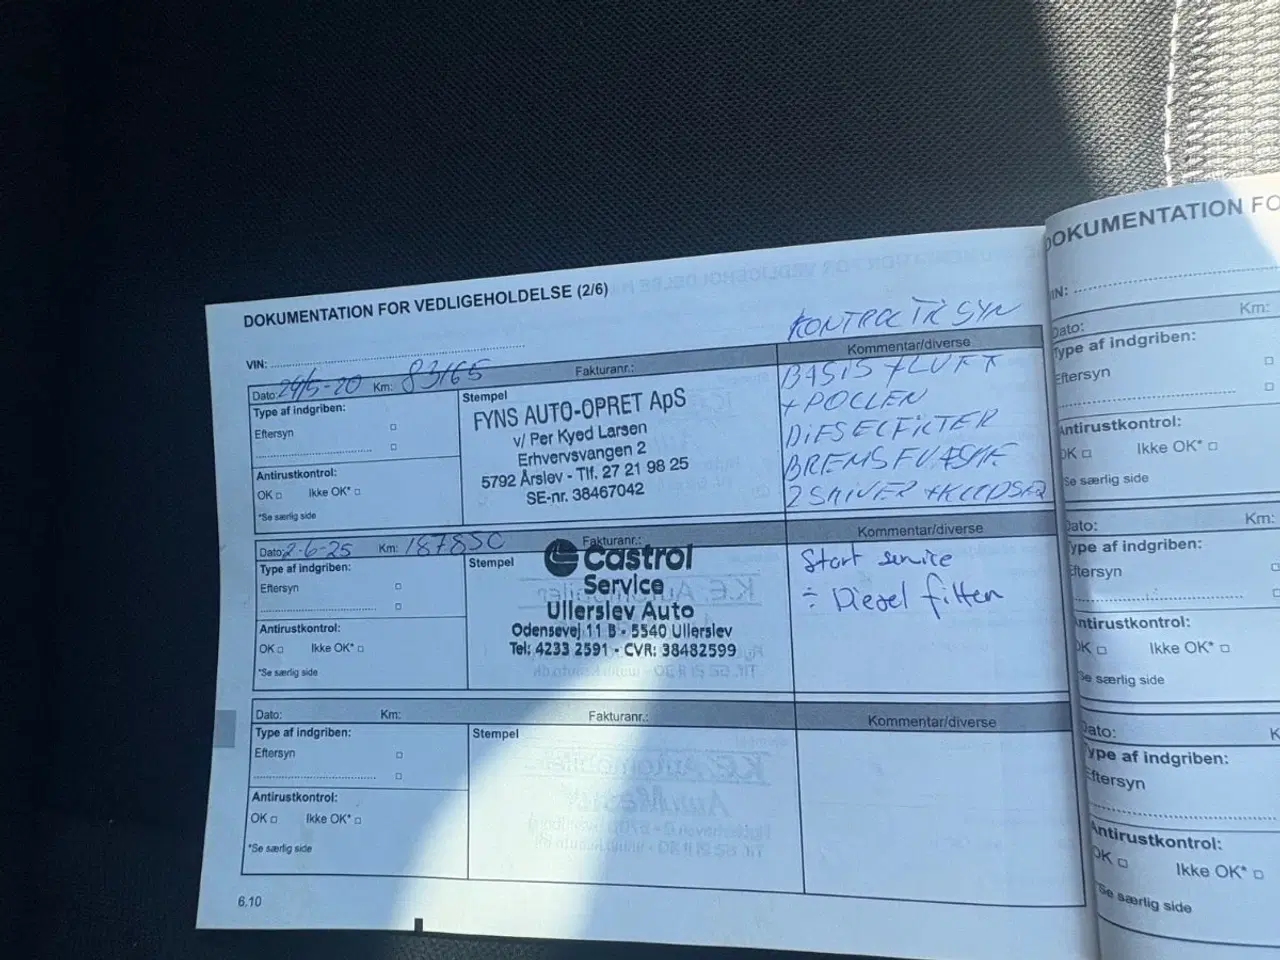 DOKUMENTATION FOR VEDLIGEHOLDELSE (2/6)
VIN:
KONTROL TIL SYN
Dato: 29/5-20 Km: 83165 Fakturanr.: Kommentar/diverse
Type af indgriben:
Eftersyn
Antirustkontrol:
OK Ikke OK*
*Se særlig side
Stempel
FYNS AUTO-OPRET ApS
v/ Per Kyed Larsen
Erhvervsvangen 2
5792 Årslev - Tlf. 27 21 98 25
SE-nr. 38467042
BASIS + LUFT
+ POLLEN
DIESELFILTER
BREMSEVÆSKE
2 SKIVER + KLODSER
Dato: 2-6-25 Km: 187850 Fakturanr.: Kommentar/diverse
Type af indgriben:
Eftersyn
Antirustkontrol:
OK Ikke OK*
*Se særlig side
Stempel
Castrol
Service
Ullerslev Auto
Odensevej 11 B - 5540 Ullerslev
Tel: 4233 2591 - CVR: 38482599
Start service
÷ Diesel filter
Dato: Km: Fakturanr.: Kommentar/diverse
Type af indgriben:
Eftersyn
Antirustkontrol:
OK Ikke OK*
*Se særlig side
Stempel
6.10
DOKUMENTATION FO
VIN:
Dato: Km:
Type af indgriben:
Eftersyn
Antirustkontrol:
OK Ikke OK*
*Se særlig side
Dato: Km:
Type af indgriben:
Eftersyn
Antirustkontrol:
OK Ikke OK*
*Se særlig side
Dato: K
Type af indgriben:
Eftersyn
Antirustkontrol:
OK Ikke OK*
*Se særlig side